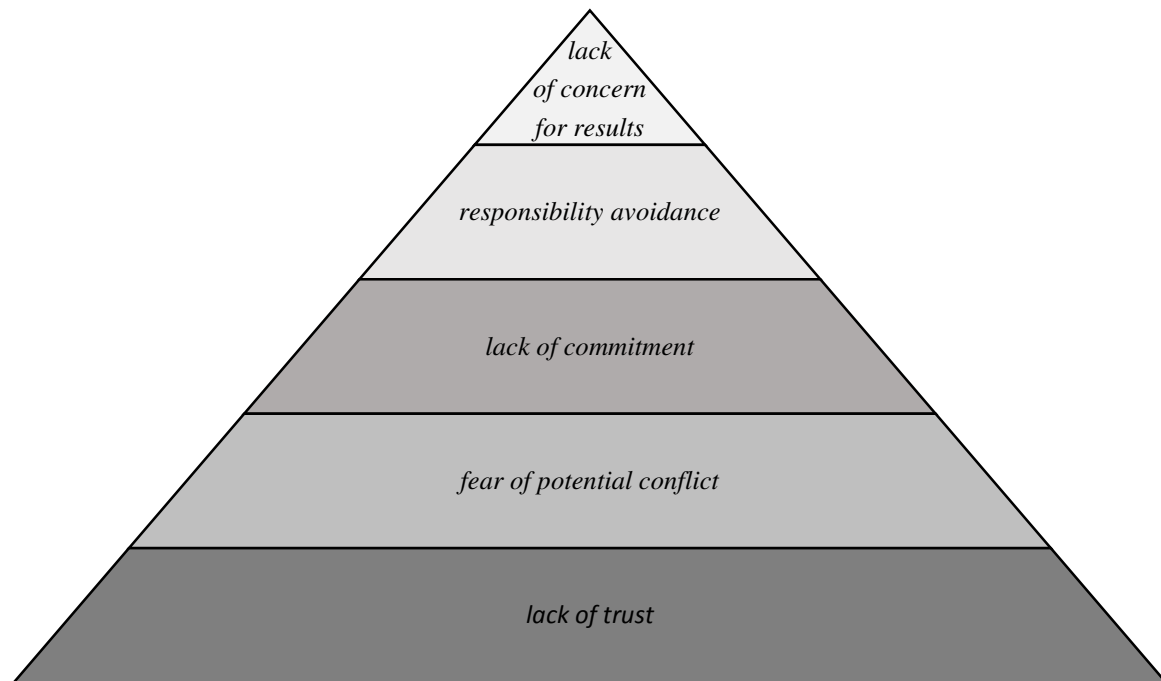 lack
of concern
for results
responsibility avoidance
lack of commitment
fear of potential conflict
lack of trust